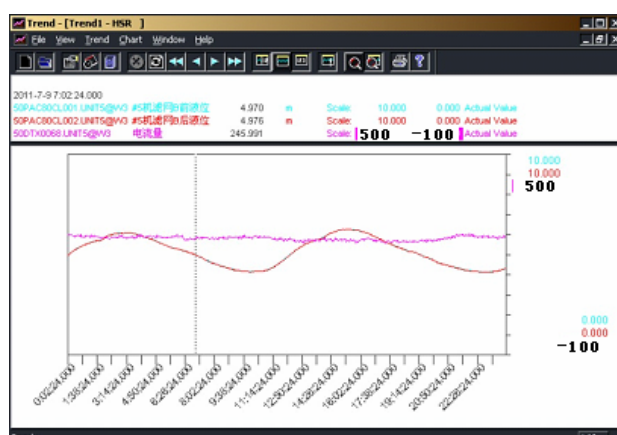 Trend - [Trend1 - HSR ]
File View Trend Chart Window Help
2011-7-9 7:02:24.000
50PAC80CL001.UNIT5@W3 #5机滤网B前液位 4.970 m Scale: 10.000 0.000 Actual Value
50PAC80CL002.UNIT5@W3 #5机滤网B后液位 4.976 m Scale: 10.000 0.000 Actual Value
50DTX0068.UNIT5@W3 电流量 245.991 Scale: 500 -100 Actual Value
10.000
10.000
500
0.000
0.000
-100
0:02:24.000 1:38:24.000 3:14:24.000 4:50:24.000 6:26:24.000 8:02:24.000 9:38:24.000 11:14:24.000 12:50:24.000 14:26:24.000 16:02:24.000 17:38:24.000 19:14:24.000 20:50:24.000 22:26:24.000